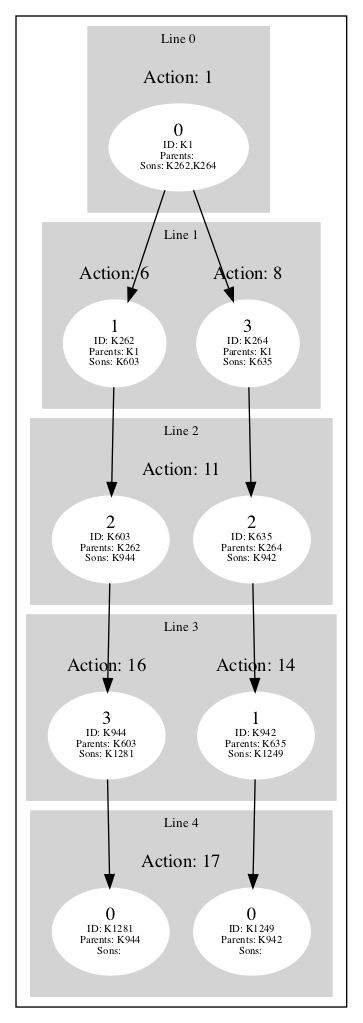 Line 0
Action: 1
0
ID: K1
Parents:
Sons: K262,K264
Line 1
Action: 6 Action: 8
1
ID: K262
Parents: K1
Sons: K603
3
ID: K264
Parents: K1
Sons: K635
Line 2
Action: 11
2
ID: K603
Parents: K262
Sons: K944
2
ID: K635
Parents: K264
Sons: K942
Line 3
Action: 16 Action: 14
3
ID: K944
Parents: K603
Sons: K1281
1
ID: K942
Parents: K635
Sons: K1249
Line 4
Action: 17
0
ID: K1281
Parents: K944
Sons:
0
ID: K1249
Parents: K942
Sons: